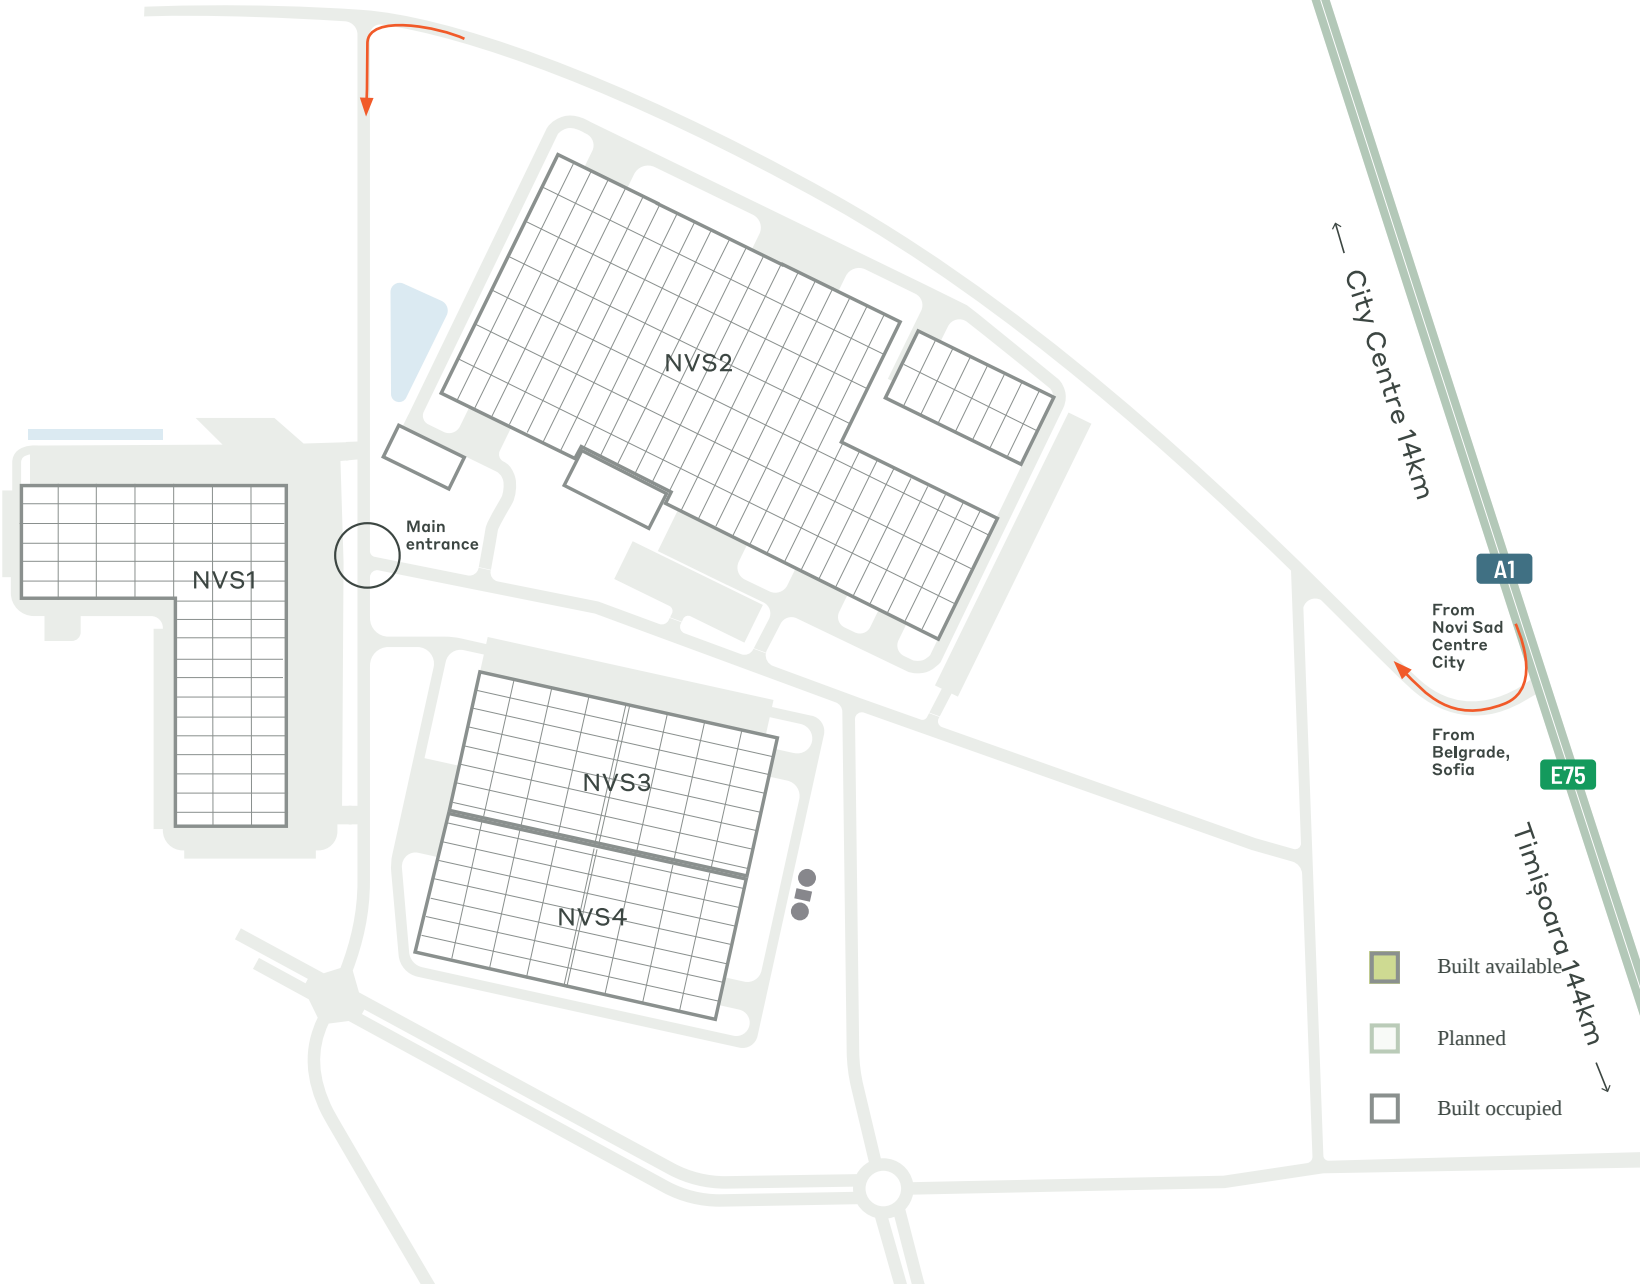 NVS2
← City Centre 14km
Main
entrance
NVS1
A1
From
Novi Sad
Centre
City
From
Belgrade,
Sofia
E75
NVS3
NVS4
Timișoara 144km →
Built available
Planned
Built occupied